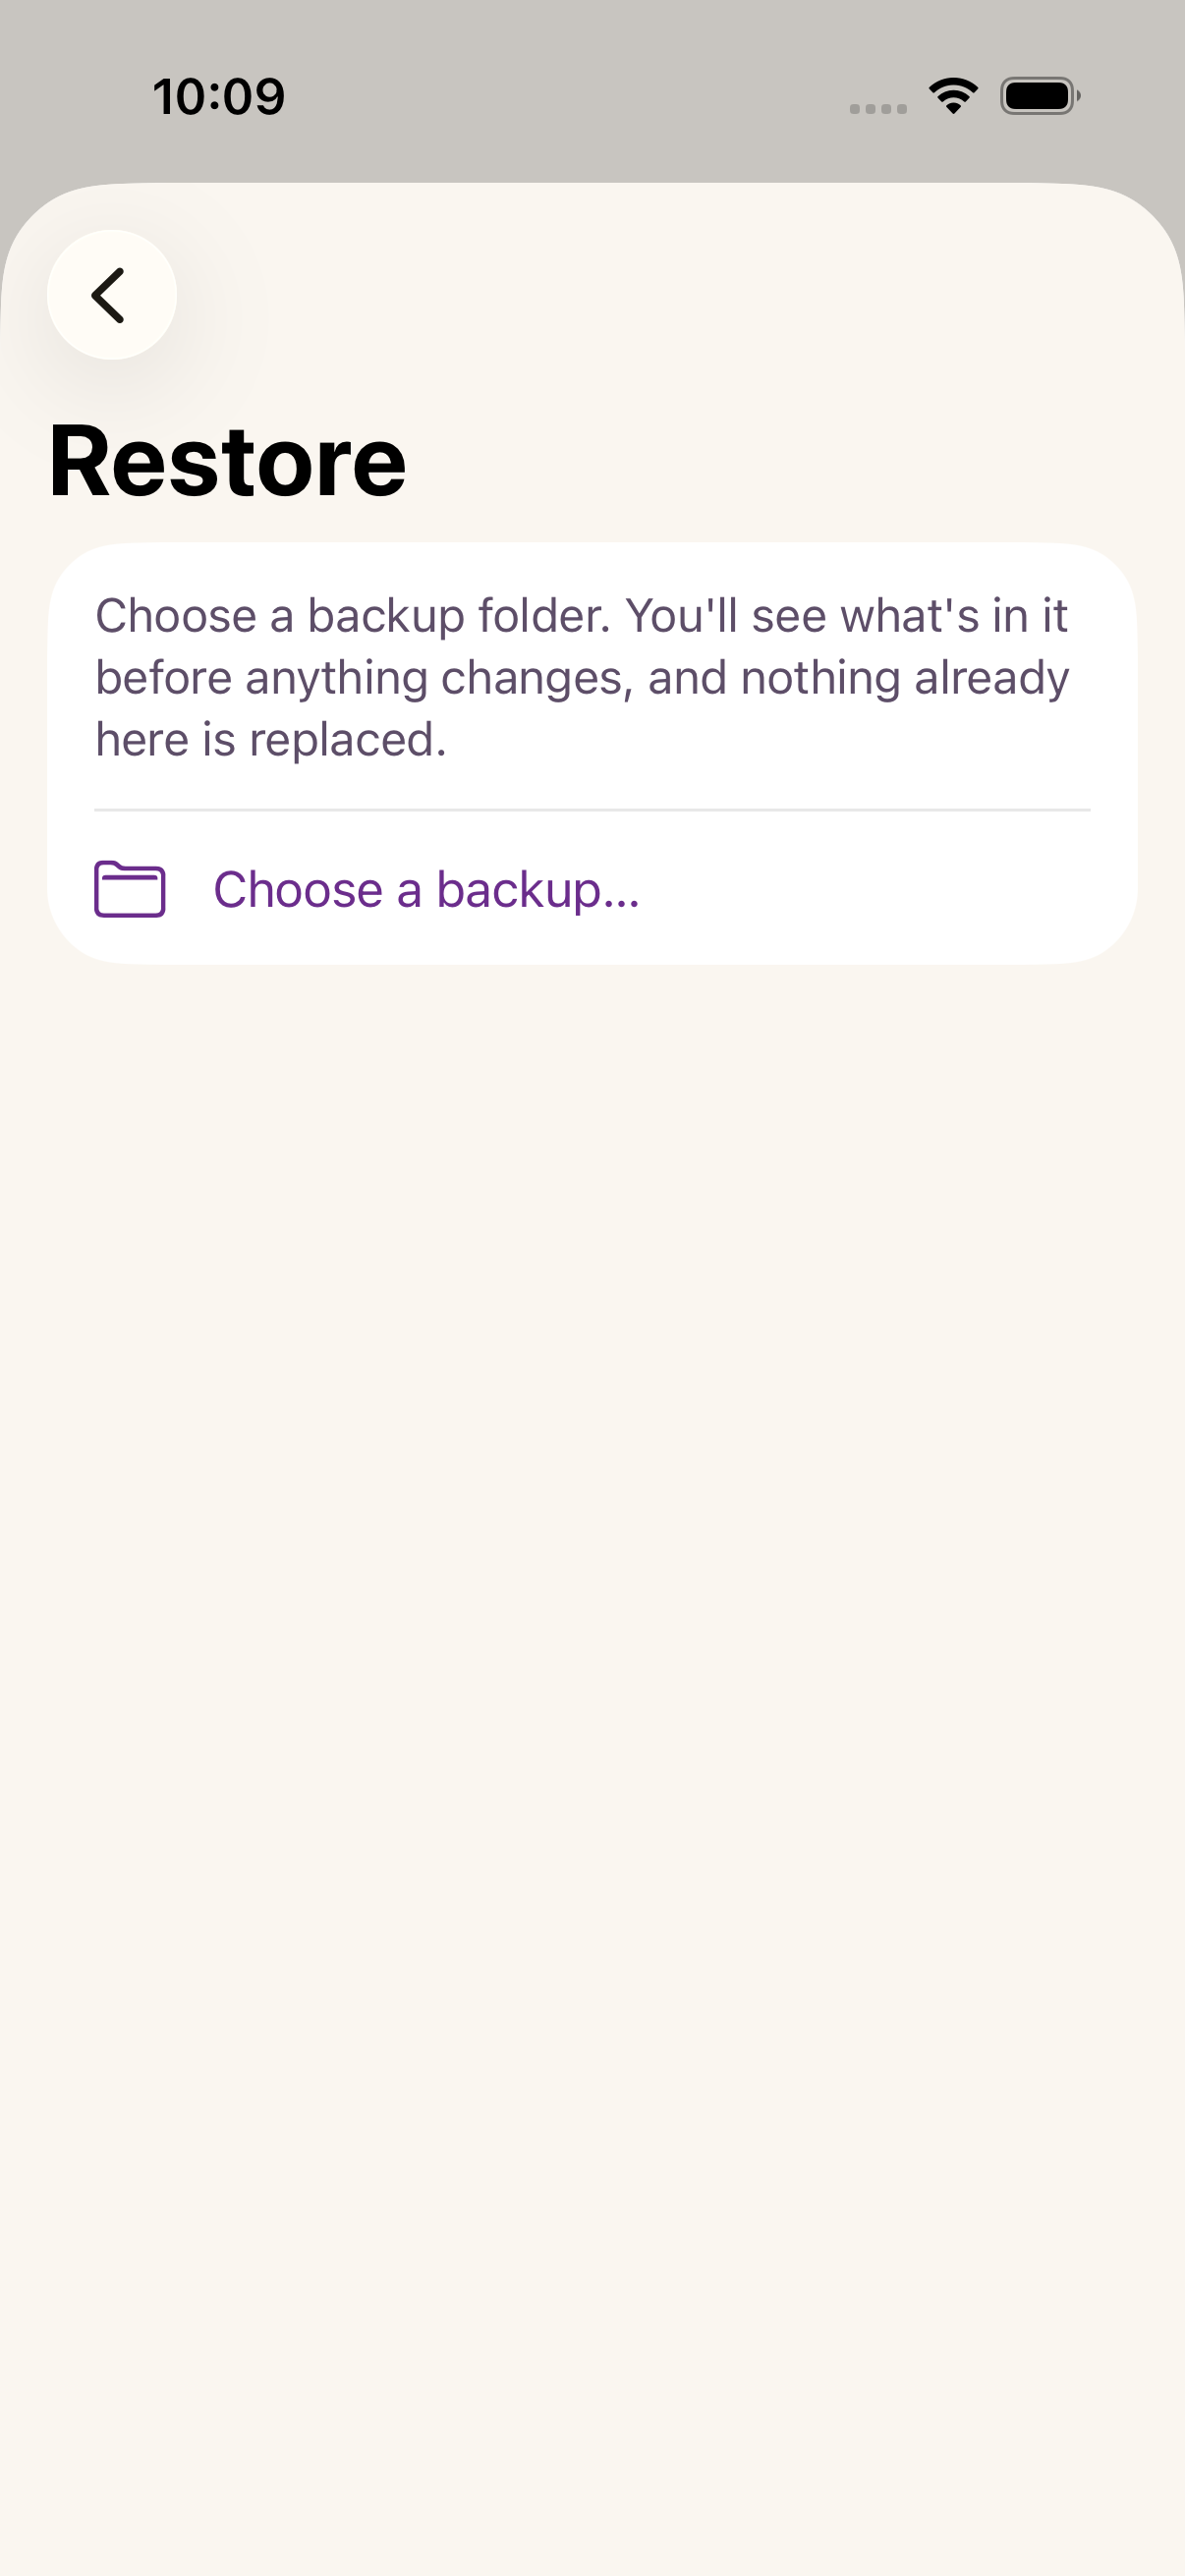 10:09
Restore
Choose a backup folder. You'll see what's in it
before anything changes, and nothing already
here is replaced.
Choose a backup...